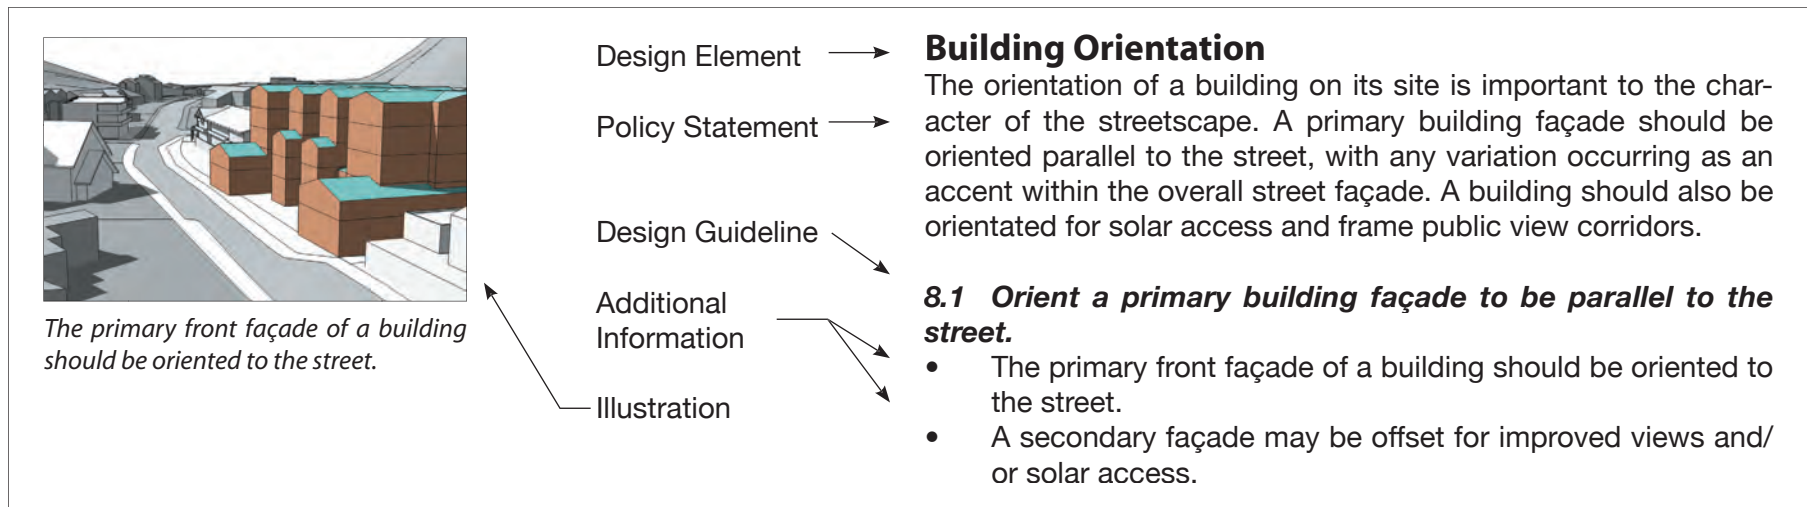 The primary front façade of a building
should be oriented to the street.
Design Element
Policy Statement
Design Guideline
Additional
Information
Illustration
Building Orientation
The orientation of a building on its site is important to the char-
acter of the streetscape. A primary building façade should be
oriented parallel to the street, with any variation occurring as an
accent within the overall street façade. A building should also be
orientated for solar access and frame public view corridors.
8.1 Orient a primary building façade to be parallel to the
street.
• The primary front façade of a building should be oriented to
the street.
• A secondary façade may be offset for improved views and/
or solar access.